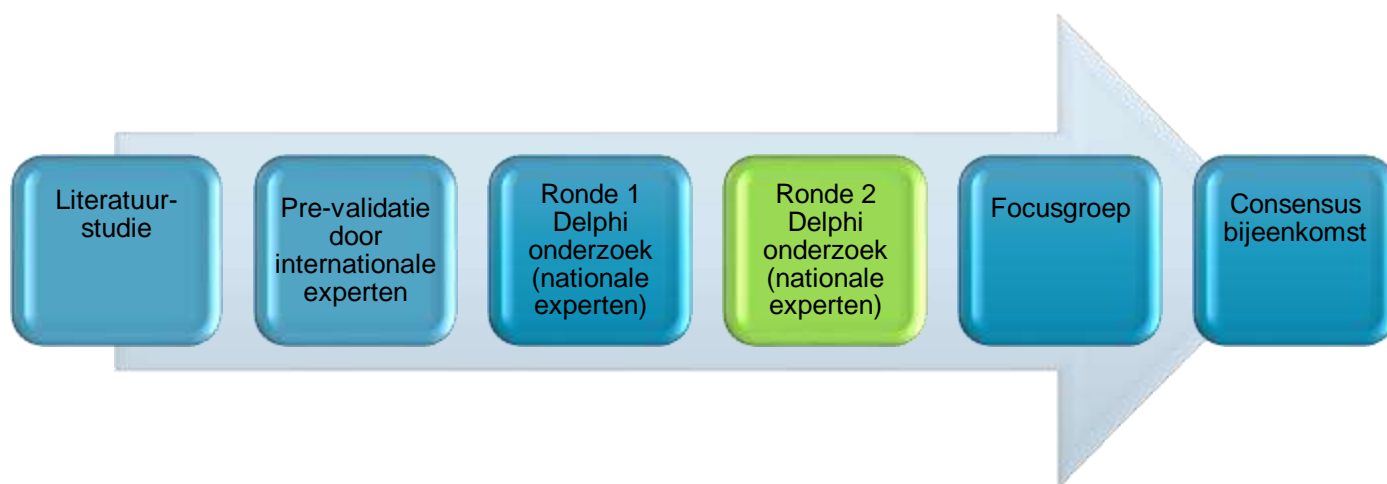 Literatuur-
studie
Pre-validatie
door
internationale
experten
Ronde 1
Delphi
onderzoek
(nationale
experten)
Ronde 2
Delphi
onderzoek
(nationale
experten)
Focusgroep
Consensus
bijeenkomst